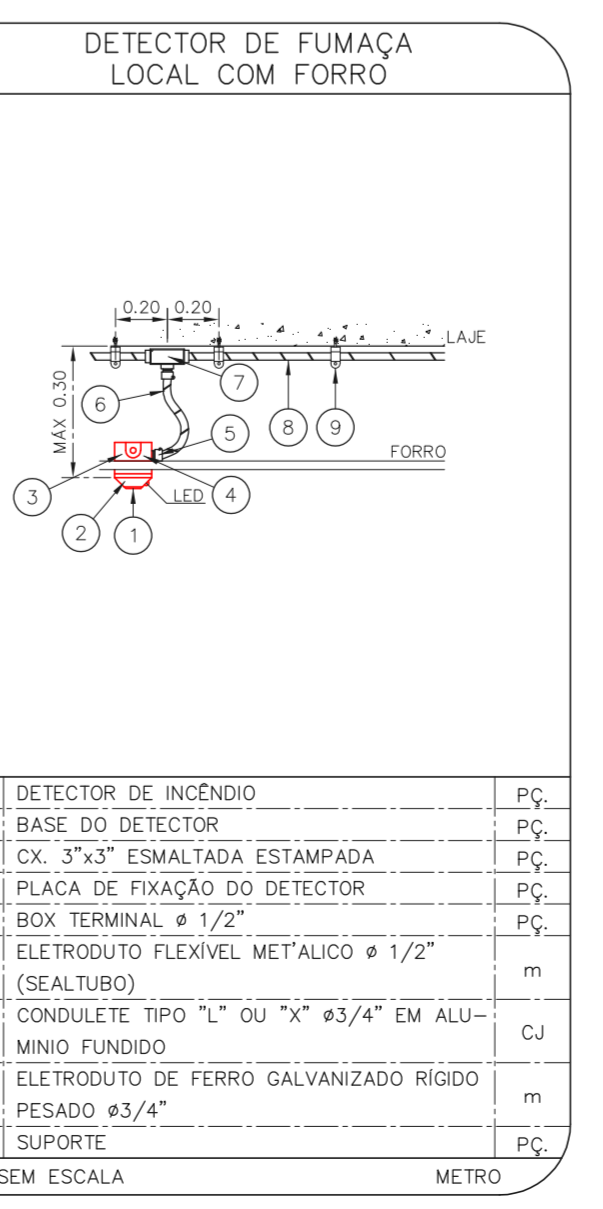 DETECTOR DE FUMAÇA
LOCAL COM FORRO
0.20 0.20
LAJE
MÁX 0.30
7
6
5
8
9
FORRO
3
4
LED
2
1
DETECTOR DE INCÊNDIO PÇ.
BASE DO DETECTOR PÇ.
CX. 3"x3" ESMALTADA ESTAMPADA PÇ.
PLACA DE FIXAÇÃO DO DETECTOR PÇ.
BOX TERMINAL ø 1/2" PÇ.
ELETRODUTO FLEXÍVEL MET'ALICO ø 1/2"
(SEALTUBO) m
CONDULETE TIPO "L" OU "X" ø3/4" EM ALU-
MINIO FUNDIDO CJ
ELETRODUTO DE FERRO GALVANIZADO RÍGIDO
PESADO ø3/4" m
SUPORTE PÇ.
SEM ESCALA METRO